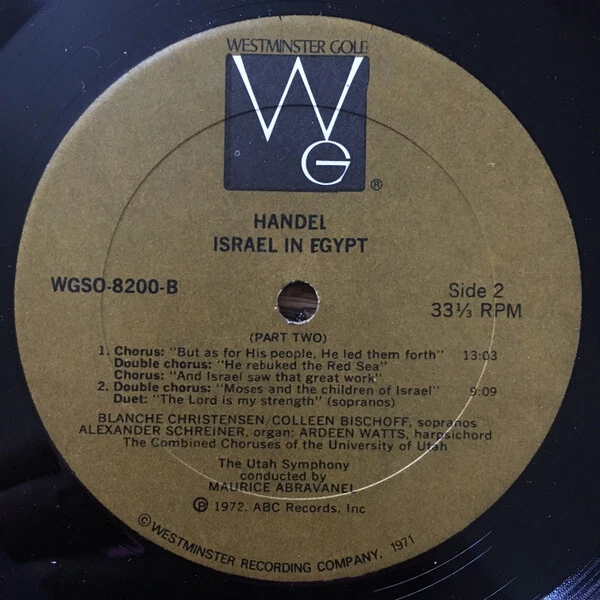 WESTMINSTER GOLD
WG
®
HANDEL
ISRAEL IN EGYPT
WGSO-8200-B
Side 2
33⅓ RPM
(PART TWO)
1. Chorus: "But as for His people, He led them forth" 13:03
Double chorus: "He rebuked the Red Sea"
Chorus: "And Israel saw that great work"
2. Double chorus: "Moses and the children of Israel" 9:09
Duet: "The Lord is my strength" (sopranos)
BLANCHE CHRISTENSEN/COLLEEN BISCHOFF, sopranos
ALEXANDER SCHREINER, organ: ARDEEN WATTS, harpsichord
The Combined Choruses of the University of Utah
The Utah Symphony
conducted by
MAURICE ABRAVANEL
℗ 1972, ABC Records, Inc.
©WESTMINSTER RECORDING COMPANY, 1971